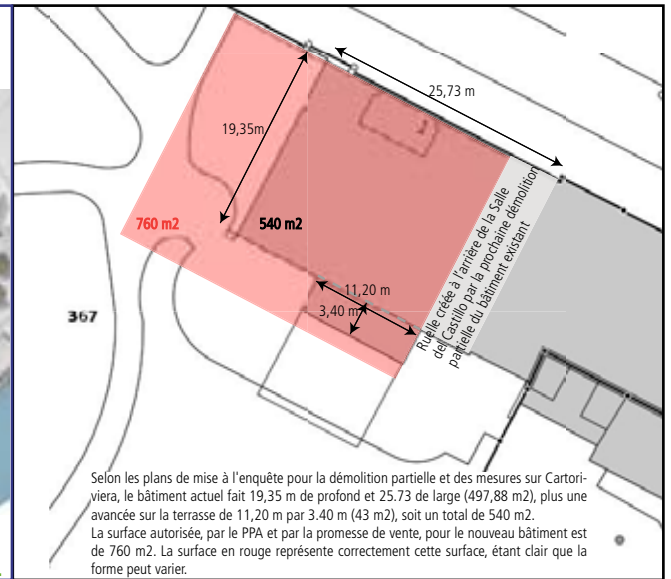 25,73 m
19,35m
760 m2
540 m2
11,20 m
3,40 m
Ruelle créée à l'arrière de la Salle
del Castillo par la prochaine démolition
partielle du bâtiment existant
367
Selon les plans de mise à l'enquête pour la démolition partielle et des mesures sur Cartori-
viera, le bâtiment actuel fait 19,35 m de profond et 25.73 de large (497,88 m2), plus une
avancée sur la terrasse de 11,20 m par 3.40 m (43 m2), soit un total de 540 m2.
La surface autorisée, par le PPA et par la promesse de vente, pour le nouveau bâtiment est
de 760 m2. La surface en rouge représente correctement cette surface, étant clair que la
forme peut varier.